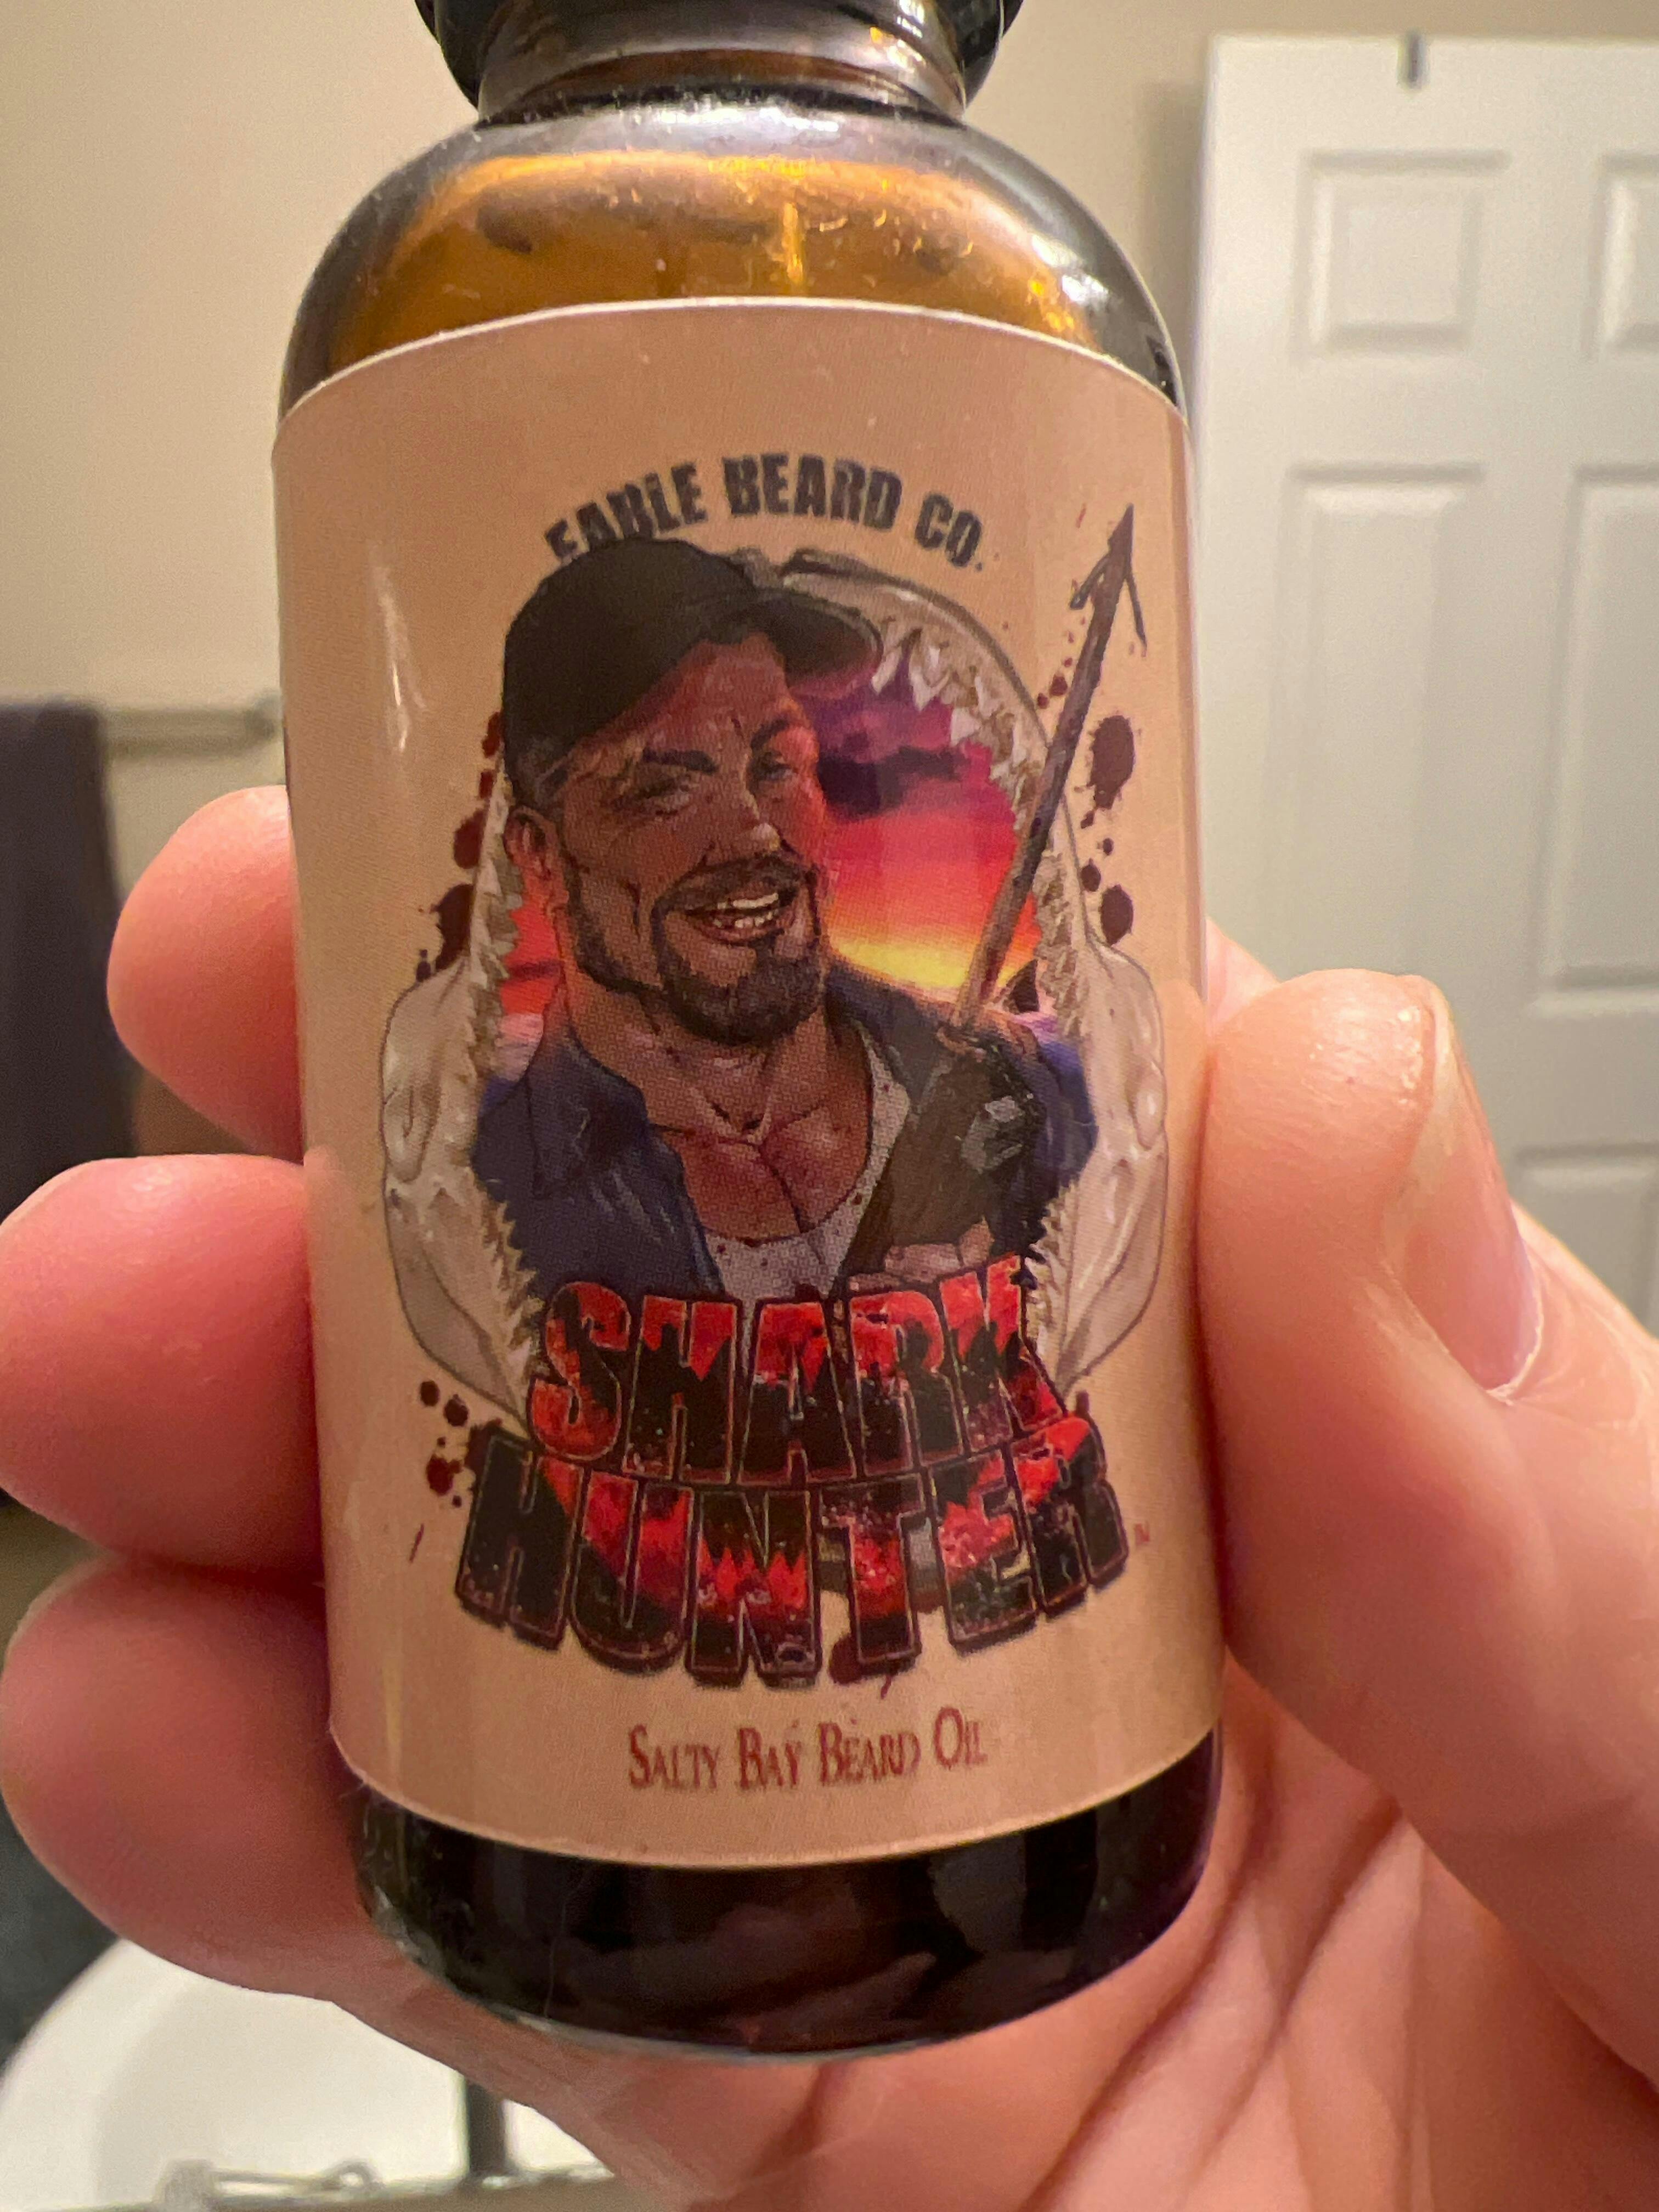 FABLE BEARD CO.
SHARK
HUNTER
SALTY BAY BEARD OIL